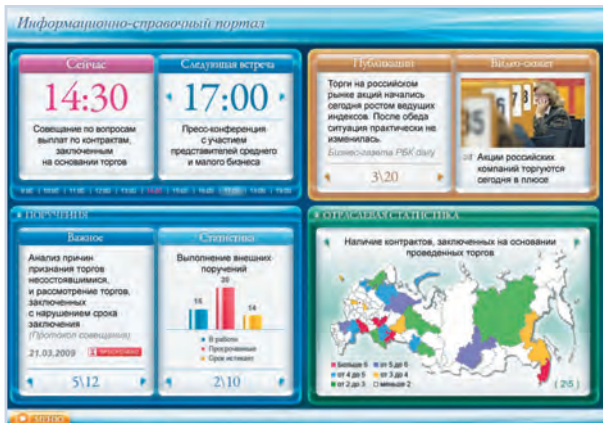 Информационно-справочный портал
Сейчас
14:30
Совещание по вопросам
выплат по контрактам,
заключенным
на основании торгов
Следующая встреча
17:00
Пресс-конференция
с участием
представителей среднего
и малого бизнеса
Публикации
Торги на российском
рынке акций начались
сегодня ростом ведущих
индексов. После обеда
ситуация практически не
изменилась.
Бизнес-газета РБК daily
3\20
Видео-сюжет
35
Акции российских
компаний торгуются
сегодня в плюсе
ПОРУЧЕНИЯ
Важное
Анализ причин
признания торгов
несостоявшимися,
и рассмотрение торгов,
заключенных
с нарушением срока
заключения
(Протокол совещания)
21.03.2009
5\12
Статистика
Выполнение внешних
поручений
20
14
В работе
Просроченные
Срок истекает
2\10
ОТРАСЛЕВАЯ СТАТИСТИКА
Наличие контрактов, заключенных на основании
проведенных торгов
больше 6
от 5 до 6
от 4 до 5
от 3 до 4
от 2 до 3
меньше 2
МЕНЮ